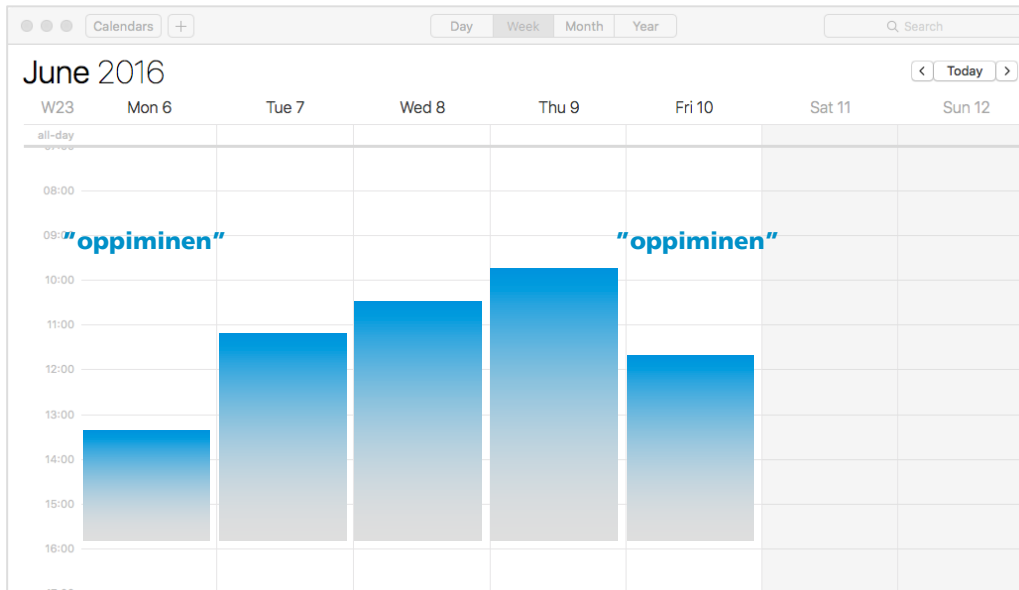 Calendars + Day Week Month Year Search
June 2016 < Today >
W23 Mon 6 Tue 7 Wed 8 Thu 9 Fri 10 Sat 11 Sun 12
all-day
08:00
"oppiminen" "oppiminen"
10:00
11:00
12:00
13:00
14:00
15:00
16:00